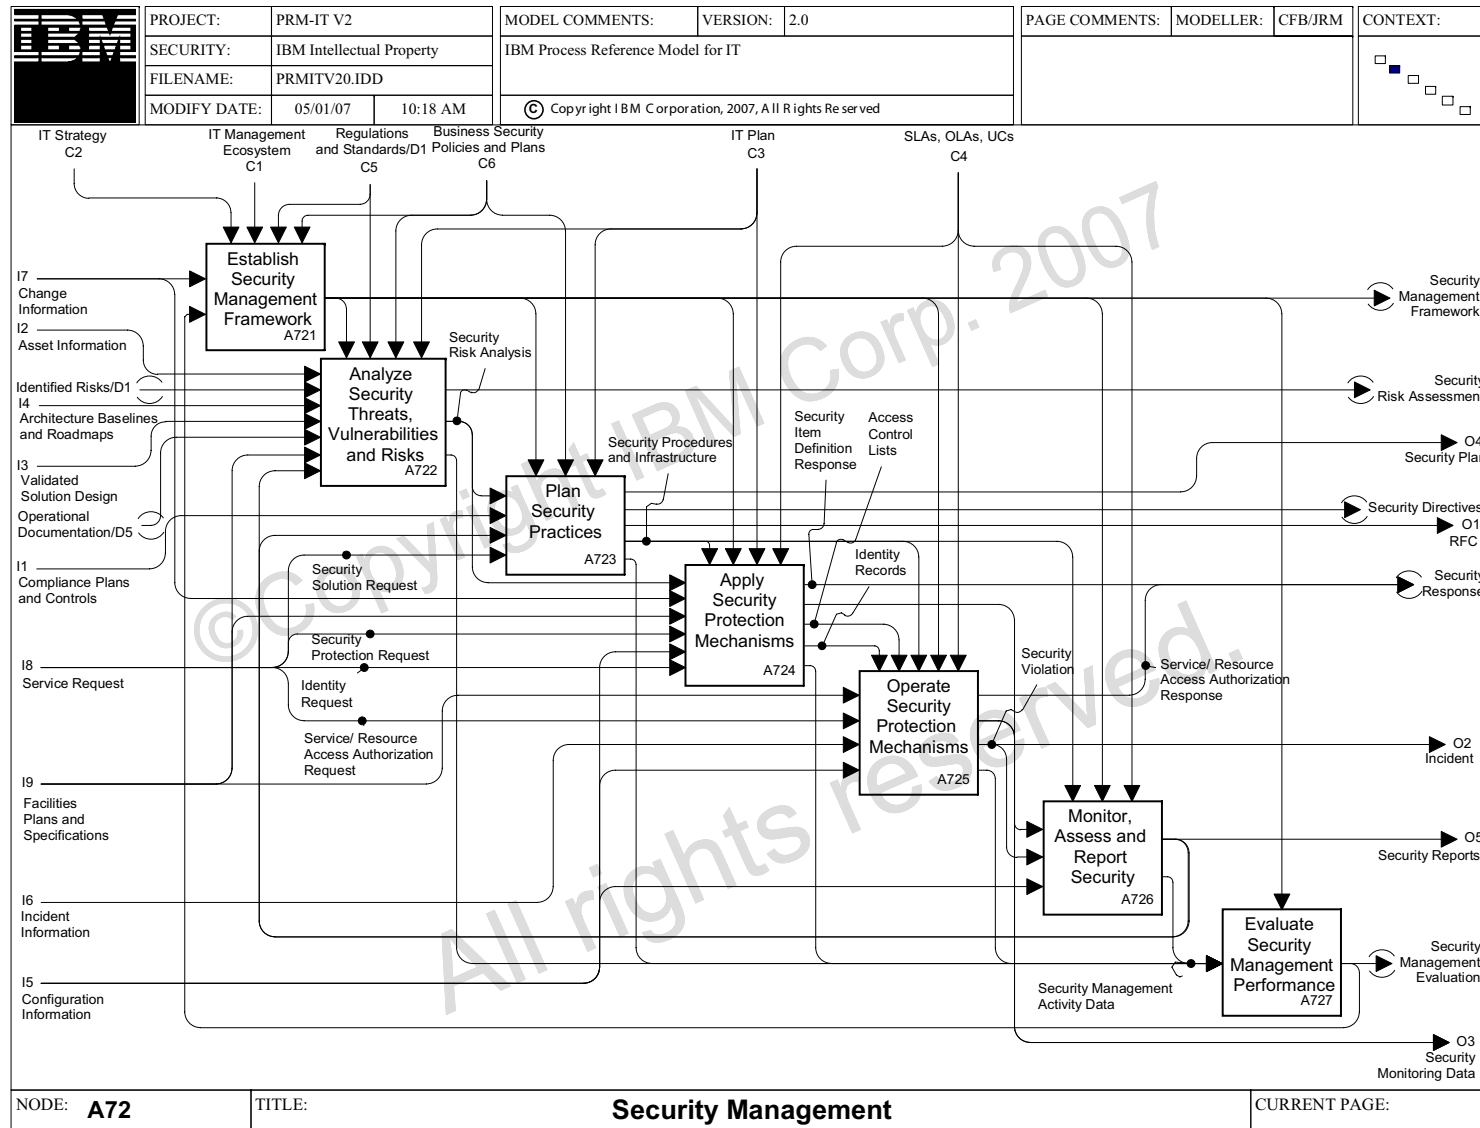 IBM
PROJECT: PRM-IT V2
SECURITY: IBM Intellectual Property
FILENAME: PRMITV20.IDD
MODIFY DATE: 05/01/07 10:18 AM
MODEL COMMENTS: VERSION: 2.0
IBM Process Reference Model for IT
© Copyright IBM Corporation, 2007, All Rights Reserved
PAGE COMMENTS: MODELLER: CFB/JRM
CONTEXT:
IT Strategy
C2
IT Management
Ecosystem
C1
Regulations
and Standards/D1
C5
Business Security
Policies and Plans
C6
IT Plan
C3
SLAs, OLAs, UCs
C4
I7
Change
Information
I2
Asset Information
Identified Risks/D1
I4
Architecture Baselines
and Roadmaps
I3
Validated
Solution Design
Operational
Documentation/D5
I1
Compliance Plans
and Controls
I8
Service Request
I9
Facilities
Plans and
Specifications
I6
Incident
Information
I5
Configuration
Information
Establish
Security
Management
Framework
A721
Analyze
Security
Threats,
Vulnerabilities
and Risks
A722
Security
Risk Analysis
Plan
Security
Practices
A723
Security Procedures
and Infrastructure
Security
Solution Request
Security
Protection Request
Identity
Request
Service/ Resource
Access Authorization
Request
Apply
Security
Protection
Mechanisms
A724
Security
Item
Definition
Response
Access
Control
Lists
Identity
Records
Operate
Security
Protection
Mechanisms
A725
Security
Violation
Service/ Resource
Access Authorization
Response
Monitor,
Assess and
Report
Security
A726
Evaluate
Security
Management
Performance
A727
Security Management
Activity Data
Security
Management
Framework
Security
Risk Assessmen
O4
Security Pla
Security Directives
O1
RFC
Security
Response
O2
Incident
O5
Security Reports
Security
Management
Evaluation
O3
Security
Monitoring Data
©Copyright IBM Corp. 2007
All rights reserved.
NODE: A72 TITLE: Security Management CURRENT PAGE: